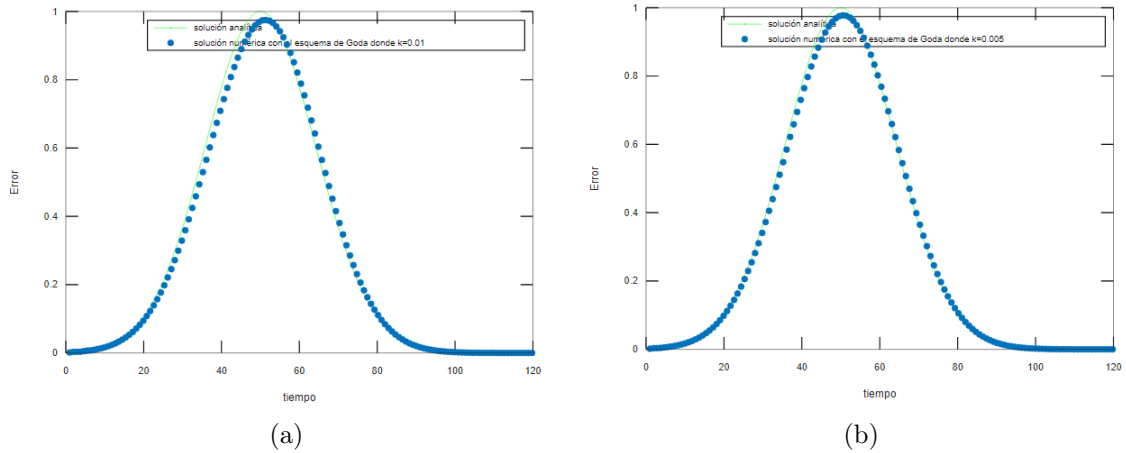 solución analítica
solución numérica con el esquema de Goda donde k=0.01
1
0.8
0.6
0.4
0.2
0
0 20 40 60 80 100 120
Error
tiempo
(a)
solución analítica
solución numérica con el esquema de Goda donde k=0.005
1
0.8
0.6
0.4
0.2
0
0 20 40 60 80 100 120
Error
tiempo
(b)